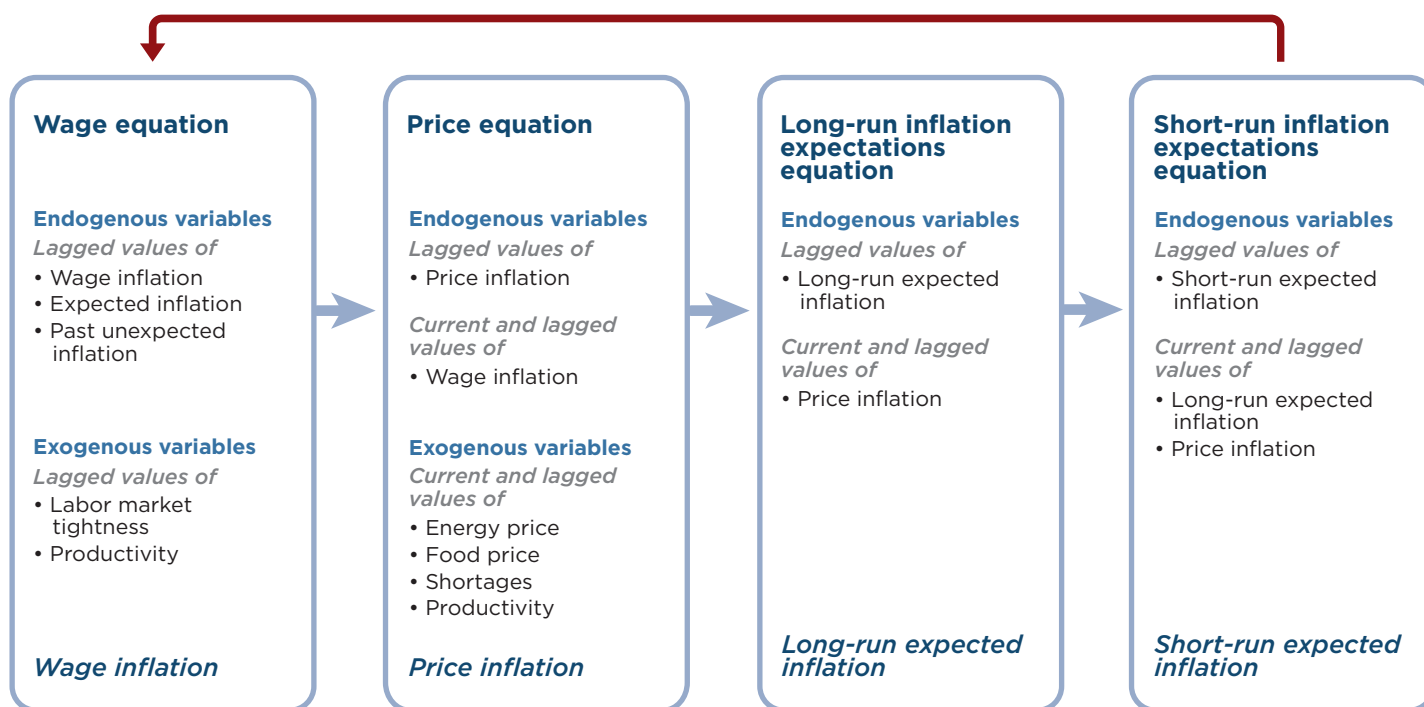 Wage equation
Endogenous variables
Lagged values of
• Wage inflation
• Expected inflation
• Past unexpected
inflation
Exogenous variables
Lagged values of
• Labor market
tightness
• Productivity
Wage inflation
Price equation
Endogenous variables
Lagged values of
• Price inflation
Current and lagged
values of
• Wage inflation
Exogenous variables
Current and lagged
values of
• Energy price
• Food price
• Shortages
• Productivity
Price inflation
Long-run inflation
expectations
equation
Endogenous variables
Lagged values of
• Long-run expected
inflation
Current and lagged
values of
• Price inflation
Long-run expected
inflation
Short-run inflation
expectations
equation
Endogenous variables
Lagged values of
• Short-run expected
inflation
Current and lagged
values of
• Long-run expected
inflation
• Price inflation
Short-run expected
inflation